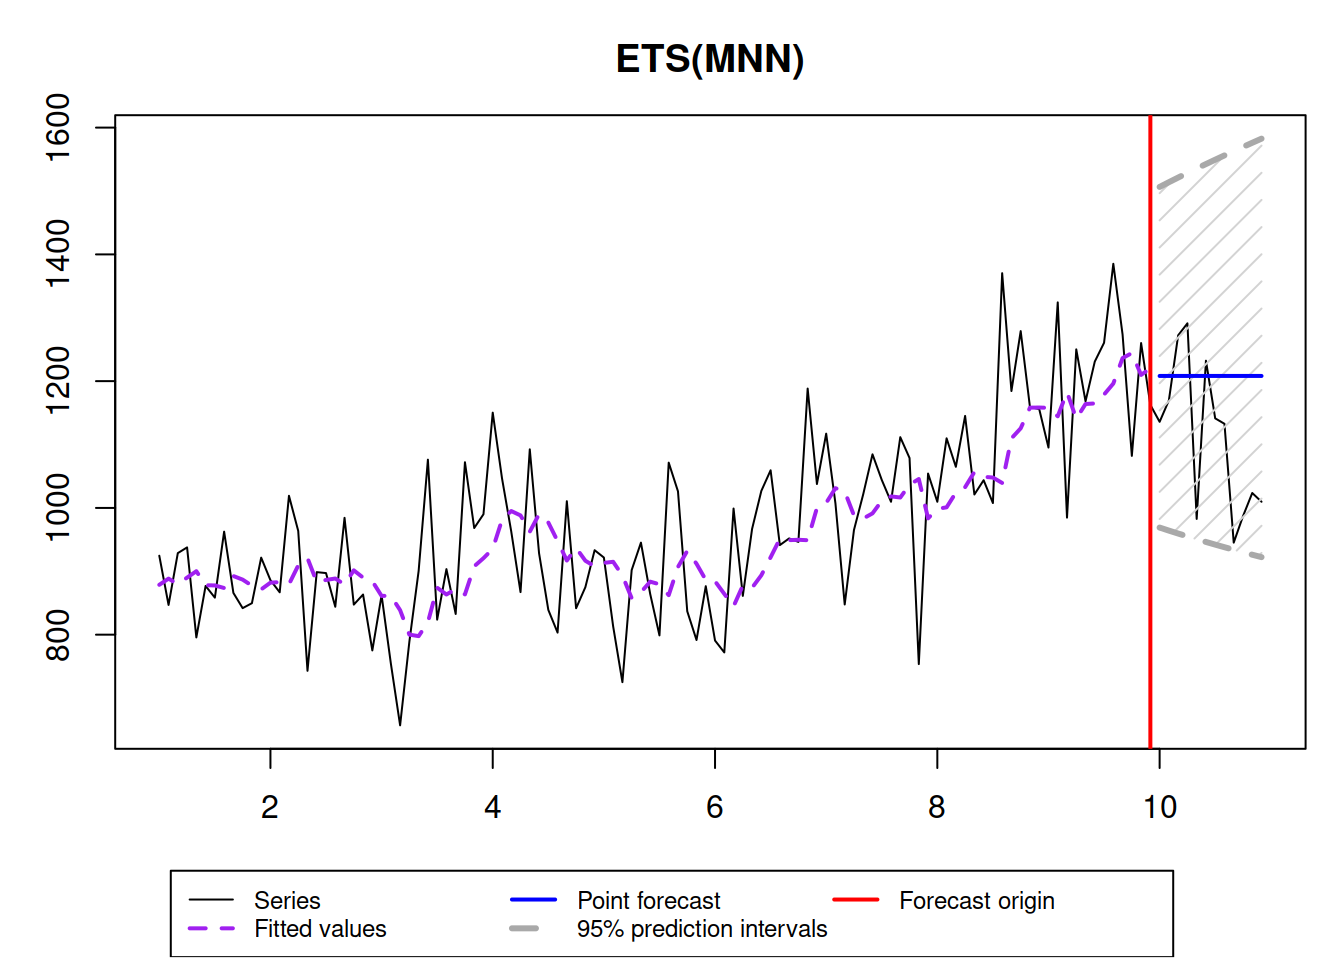 ETS(MNN)
1600
1400
1200
1000
800
2 4 6 8 10
Series Point forecast Forecast origin
Fitted values 95% prediction intervals